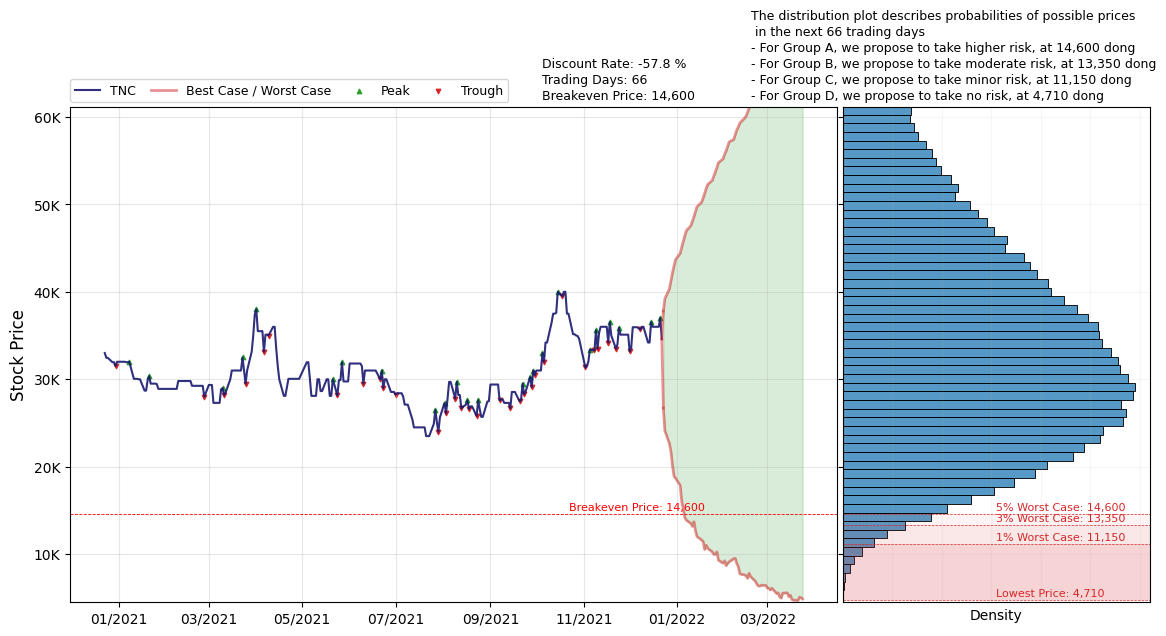 The distribution plot describes probabilities of possible prices
in the next 66 trading days
- For Group A, we propose to take higher risk, at 14,600 dong
- For Group B, we propose to take moderate risk, at 13,350 dong
- For Group C, we propose to take minor risk, at 11,150 dong
- For Group D, we propose to take no risk, at 4,710 dong
Discount Rate: -57.8 %
Trading Days: 66
Breakeven Price: 14,600
TNC
Best Case / Worst Case
Peak
Trough
Stock Price
60K
50K
40K
30K
20K
10K
Breakeven Price: 14,600
5% Worst Case: 14,600
3% Worst Case: 13,350
1% Worst Case: 11,150
Lowest Price: 4,710
01/2021
03/2021
05/2021
07/2021
09/2021
11/2021
01/2022
03/2022
Density